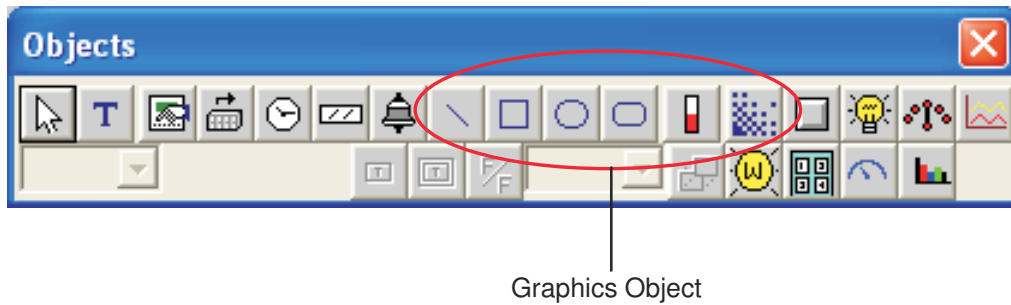 Objects
T
T T F/F
W
Graphics Object